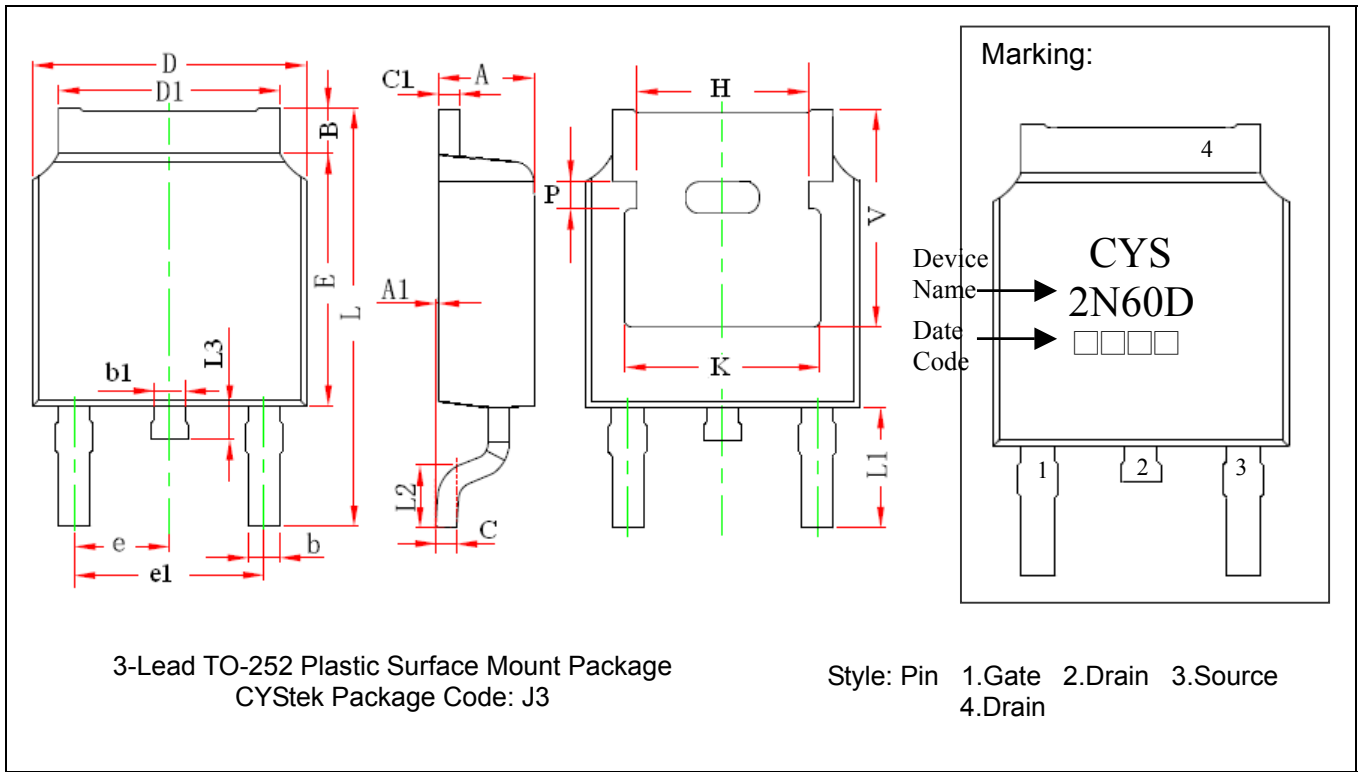 D
D1
B
E
L
L3
b1
e
e1
b
C1
A
A1
L2
C
H
P
V
K
L1
Marking:
4
CYS
Device
Name
2N60D
Date
Code
□□□□
1
2
3
3-Lead TO-252 Plastic Surface Mount Package
CYStek Package Code: J3
Style: Pin 1.Gate 2.Drain 3.Source
4.Drain